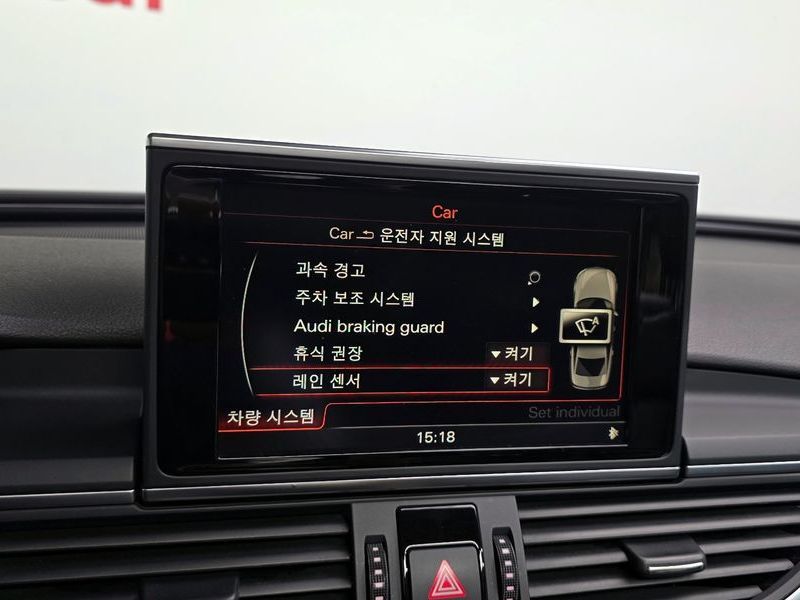 Car
Car 운전자 지원 시스템
과속 경고
주차 보조 시스템
Audi braking guard
휴식 권장 켜기
레인 센서 켜기
A
차량 시스템 Set individual
15:18